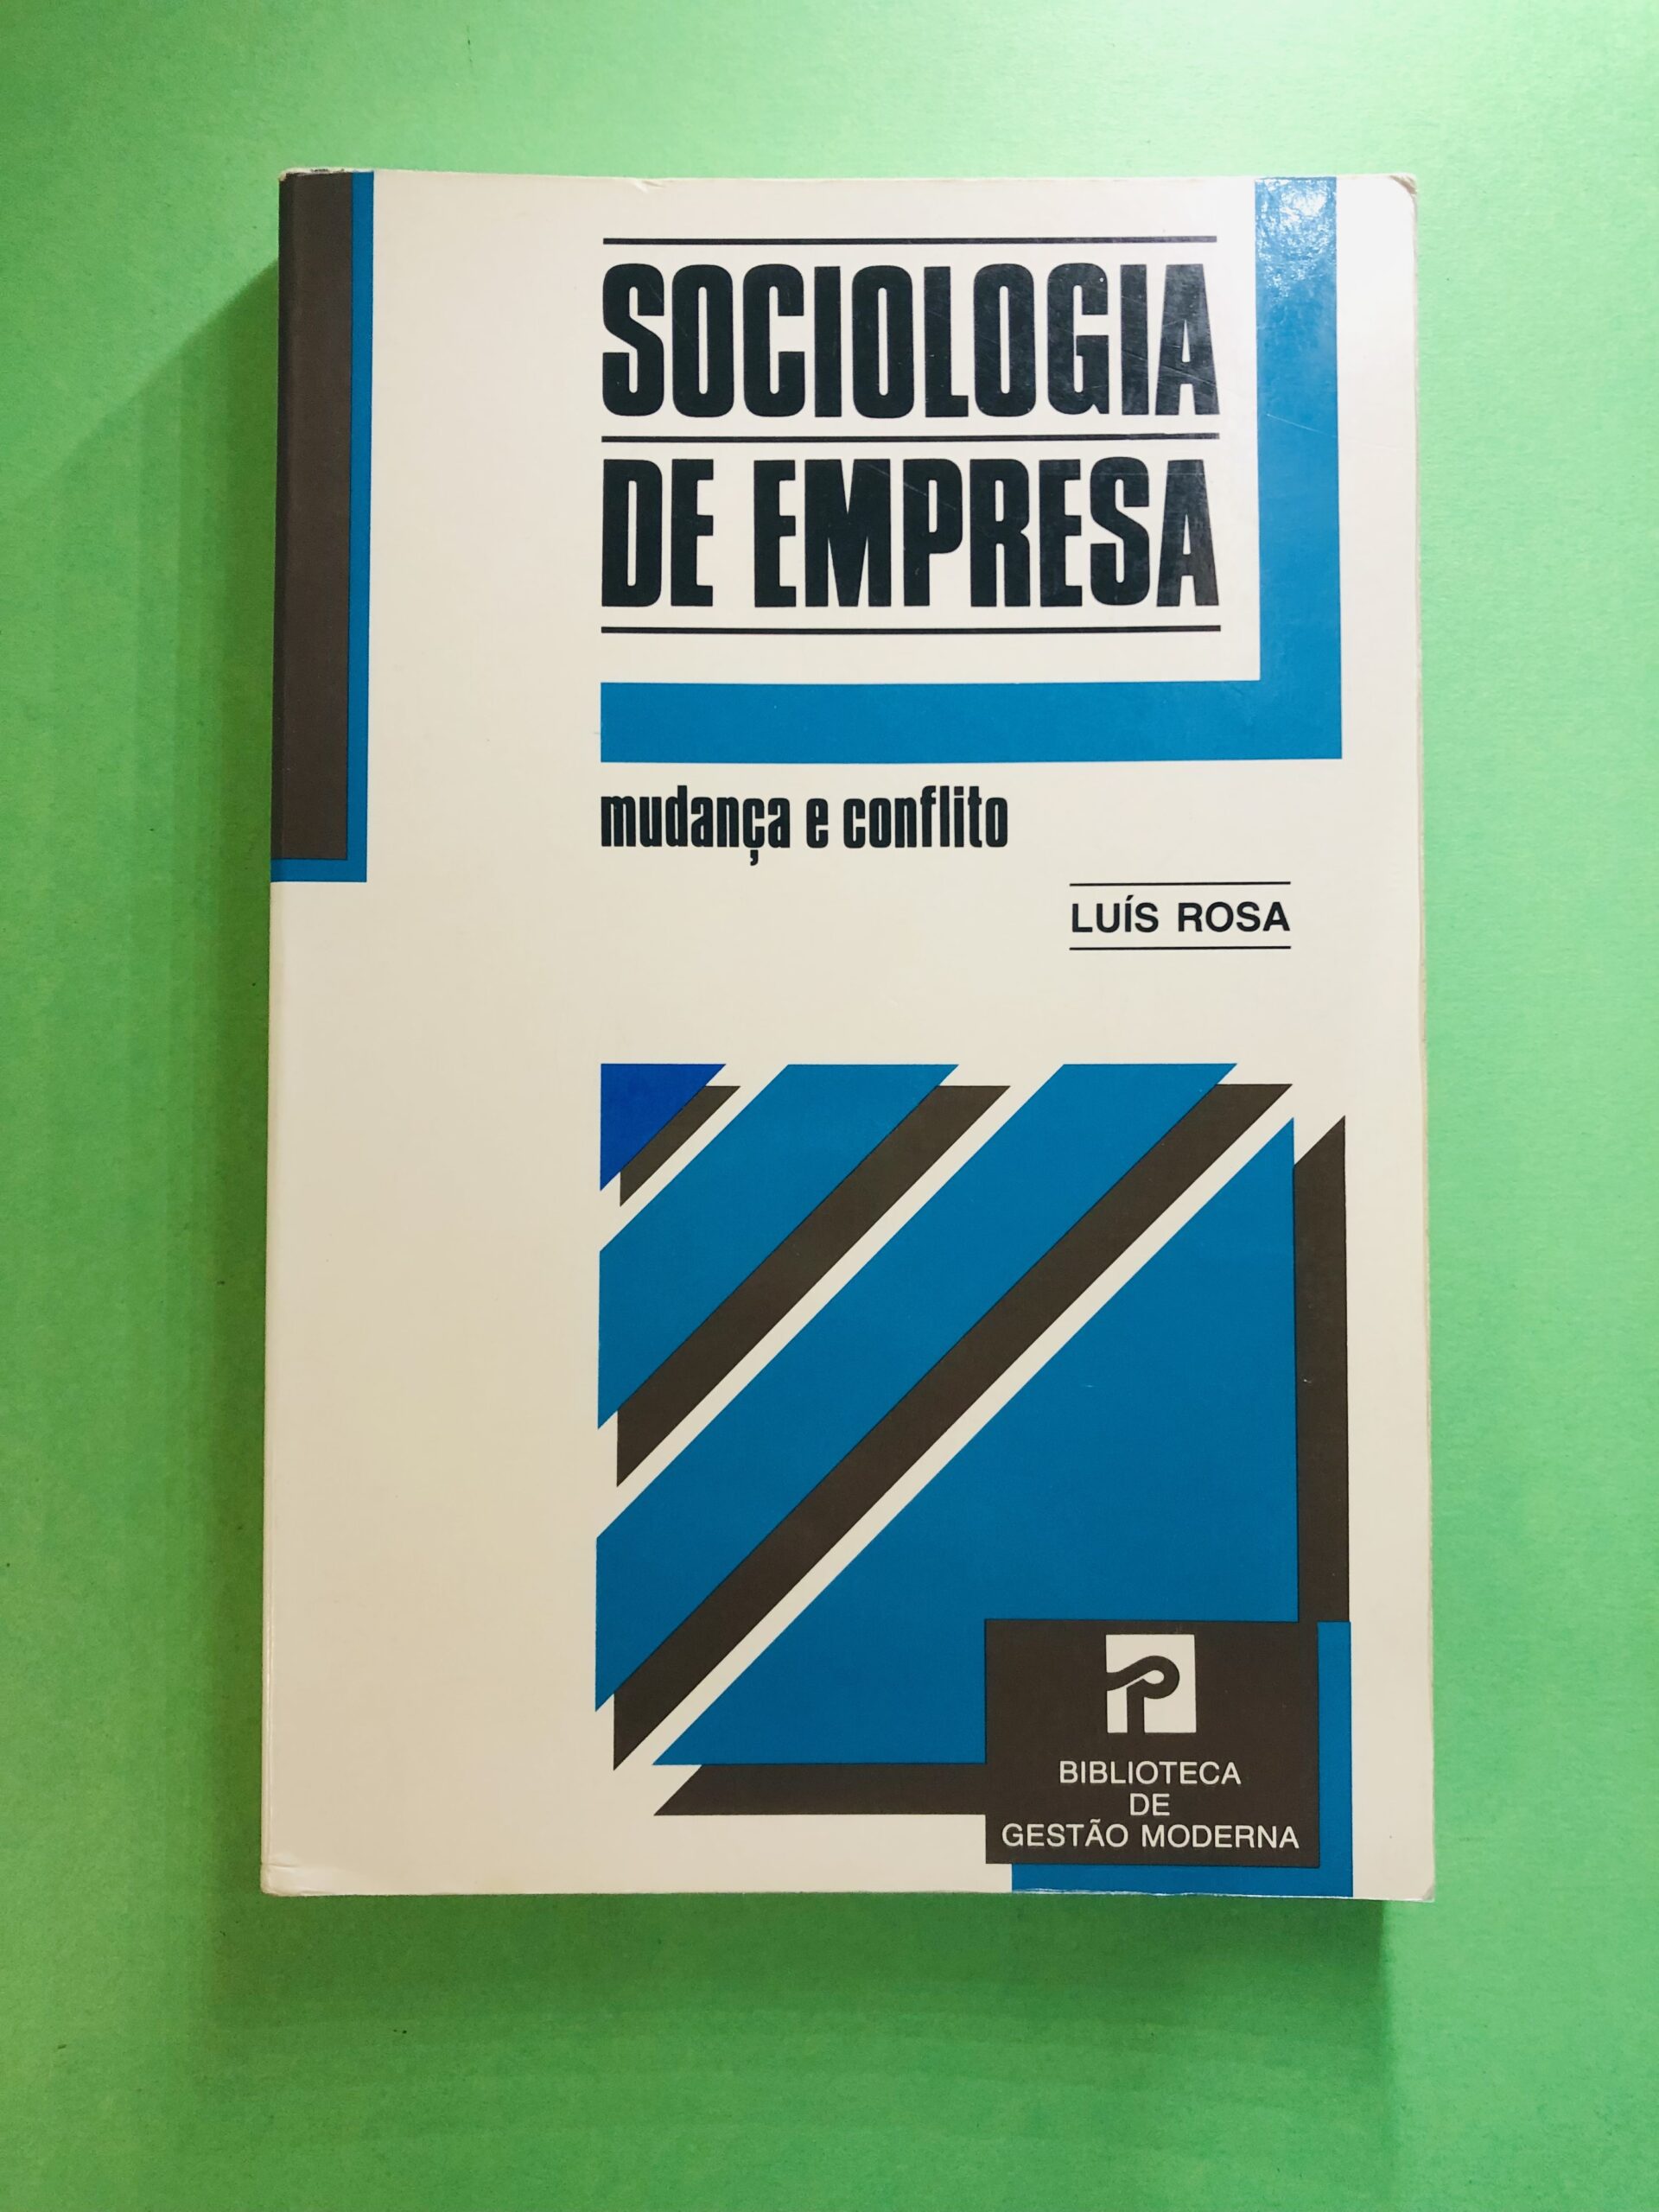 SOCIOLOGIA
DE EMPRESA
mudança e conflito
LUÍS ROSA
P
BIBLIOTECA
DE
GESTÃO MODERNA